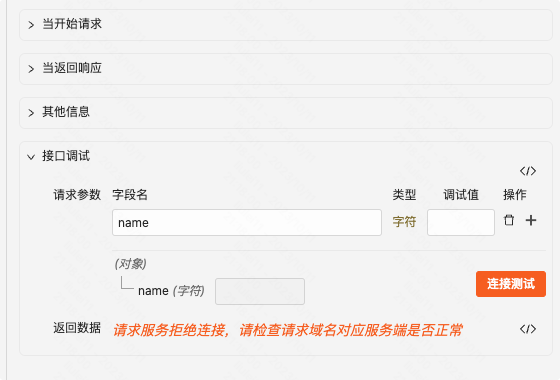 当开始请求
当返回响应
其他信息
接口调试
</>
请求参数 字段名 类型 调试值 操作
name 字符
(对象)
name (字符) 连接测试
返回数据 请求服务拒绝连接，请检查请求域名对应服务端是否正常 </>